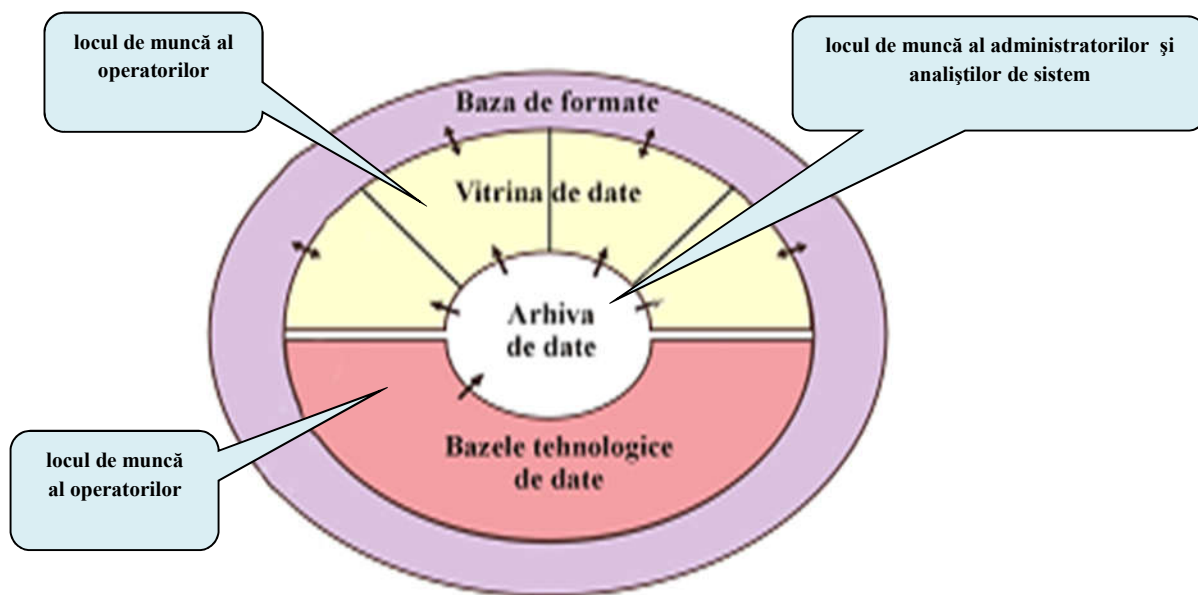 locul de muncă al
operatorilor
locul de muncă al administratorilor şi
analiştilor de sistem
Baza de formate
Vitrina de date
Arhiva
de date
Bazele tehnologice
de date
locul de muncă
al operatorilor